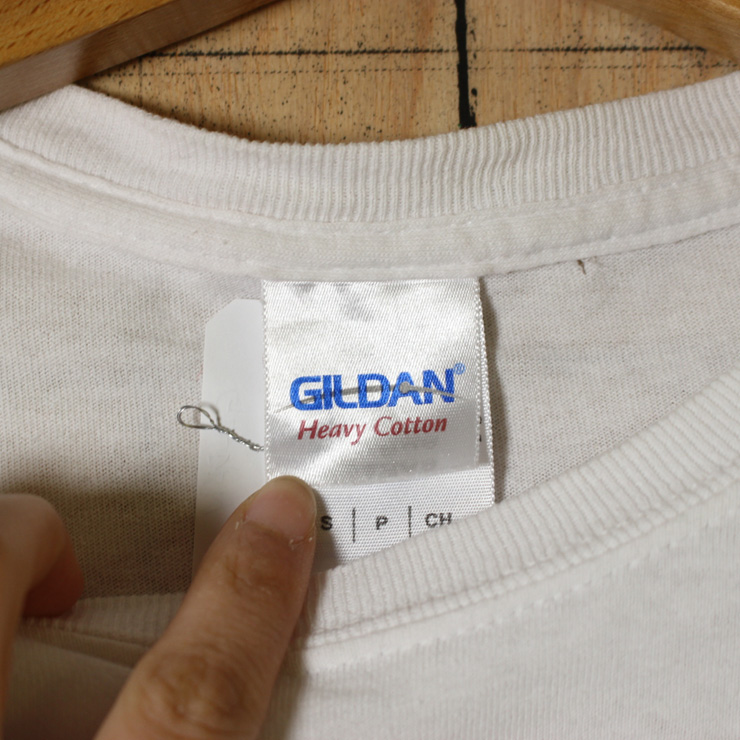 GILDAN®
Heavy Cotton
S | P | CH